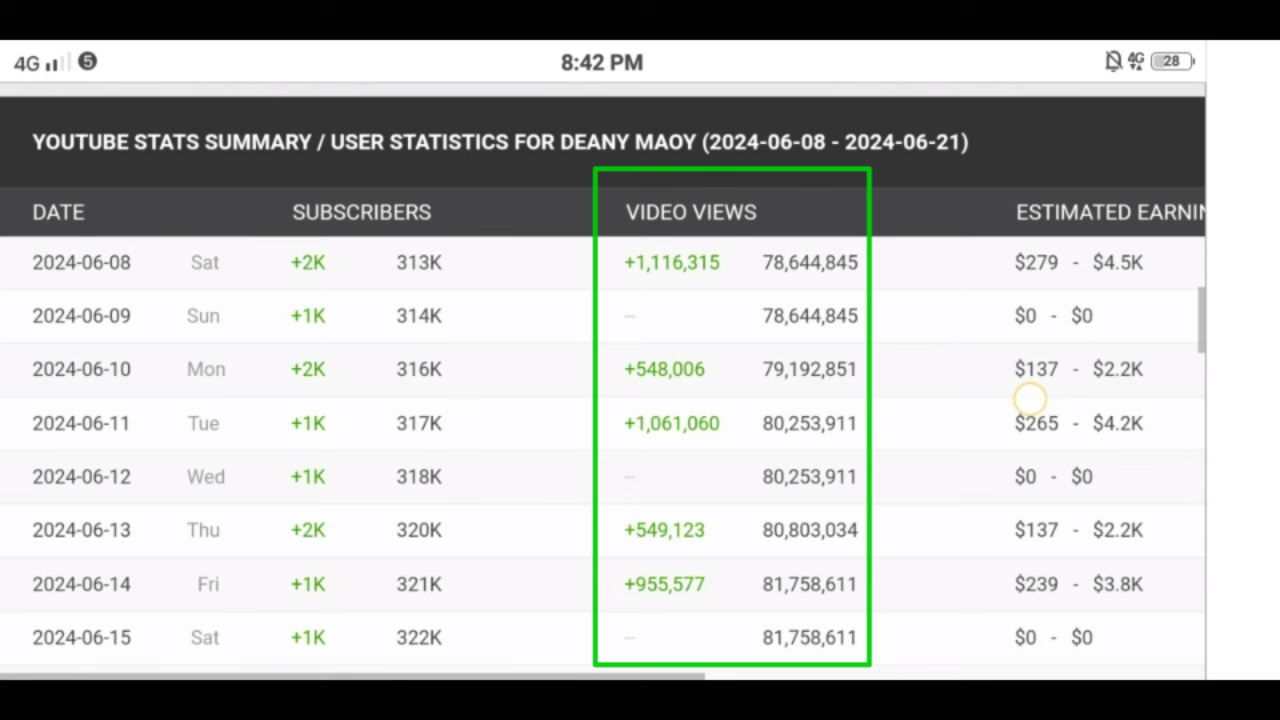 4G 5 8:42 PM 4G 28
YOUTUBE STATS SUMMARY / USER STATISTICS FOR DEANY MAOY (2024-06-08 - 2024-06-21)
DATE SUBSCRIBERS VIDEO VIEWS ESTIMATED EARNIN
2024-06-08 Sat +2K 313K +1,116,315 78,644,845 $279 - $4.5K
2024-06-09 Sun +1K 314K -- 78,644,845 $0 - $0
2024-06-10 Mon +2K 316K +548,006 79,192,851 $137 - $2.2K
2024-06-11 Tue +1K 317K +1,061,060 80,253,911 $265 - $4.2K
2024-06-12 Wed +1K 318K -- 80,253,911 $0 - $0
2024-06-13 Thu +2K 320K +549,123 80,803,034 $137 - $2.2K
2024-06-14 Fri +1K 321K +955,577 81,758,611 $239 - $3.8K
2024-06-15 Sat +1K 322K -- 81,758,611 $0 - $0